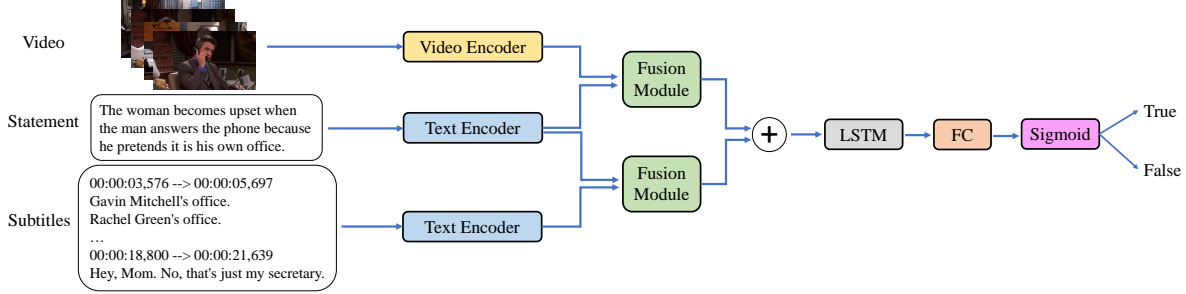 Video
Video Encoder
Fusion
Module
Statement
The woman becomes upset when
the man answers the phone because
he pretends it is his own office.
Text Encoder
+
LSTM
FC
Sigmoid
True
False
Fusion
Module
Subtitles
00:00:03,576 --> 00:00:05,697
Gavin Mitchell's office.
Rachel Green's office.
…
00:00:18,800 --> 00:00:21,639
Hey, Mom. No, that's just my secretary.
Text Encoder